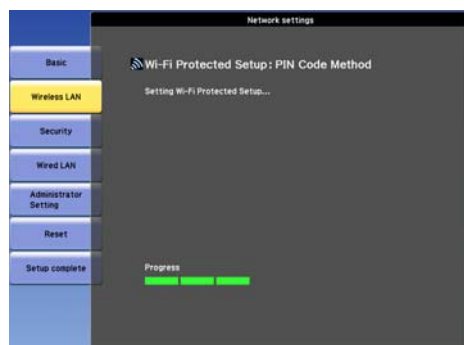 Network settings
Basic
Wireless LAN
Security
Wired LAN
Administrator
Setting
Reset
Setup complete
Wi-Fi Protected Setup : PIN Code Method
Setting Wi-Fi Protected Setup...
Progress